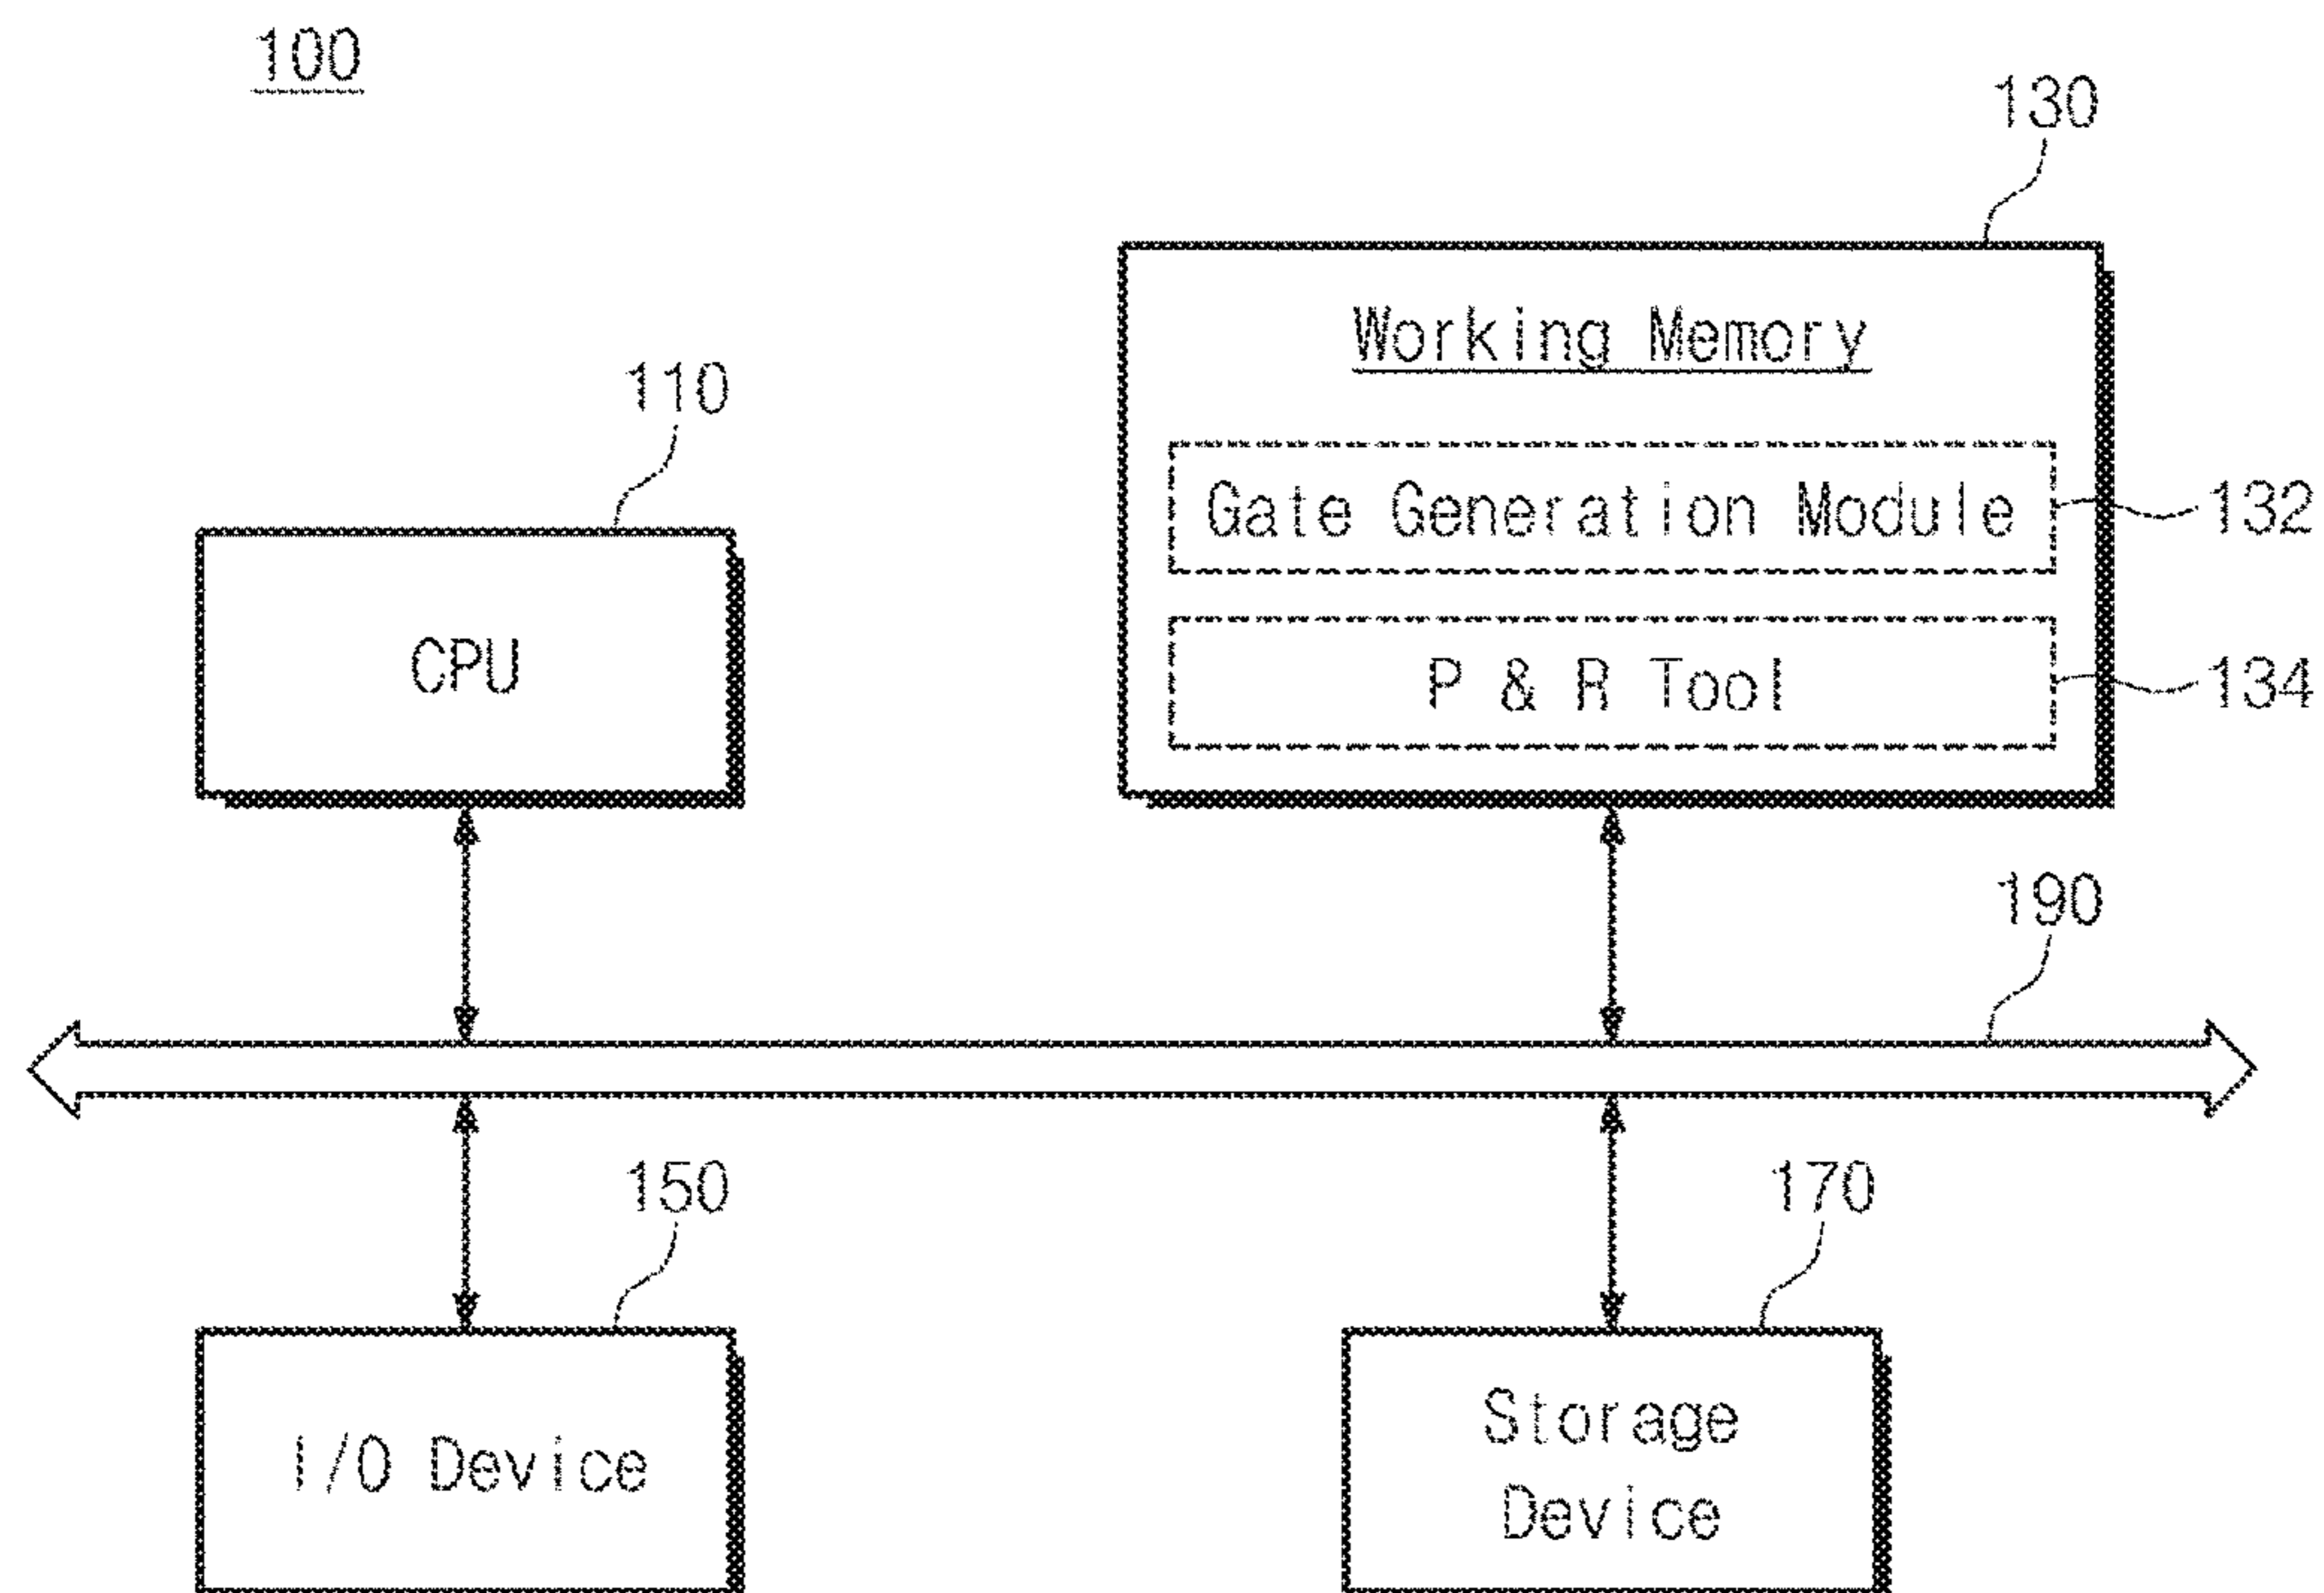 100
130
Working Memory
110
Gate Generation Module
132
CPU
P & R Tool
134
190
150
170
I/O Device
Storage
Device